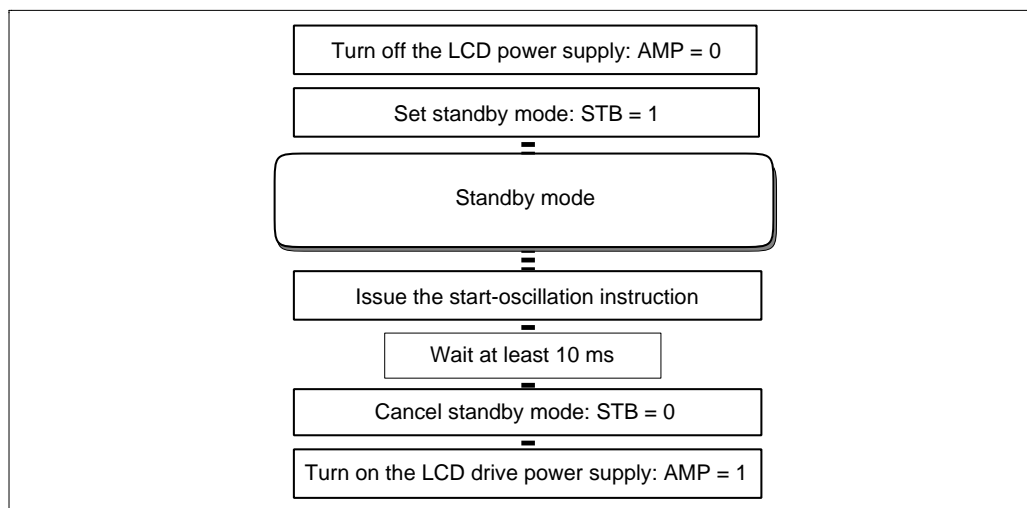 Turn off the LCD power supply: AMP = 0
Set standby mode: STB = 1
Standby mode
Issue the start-oscillation instruction
Wait at least 10 ms
Cancel standby mode: STB = 0
Turn on the LCD drive power supply: AMP = 1